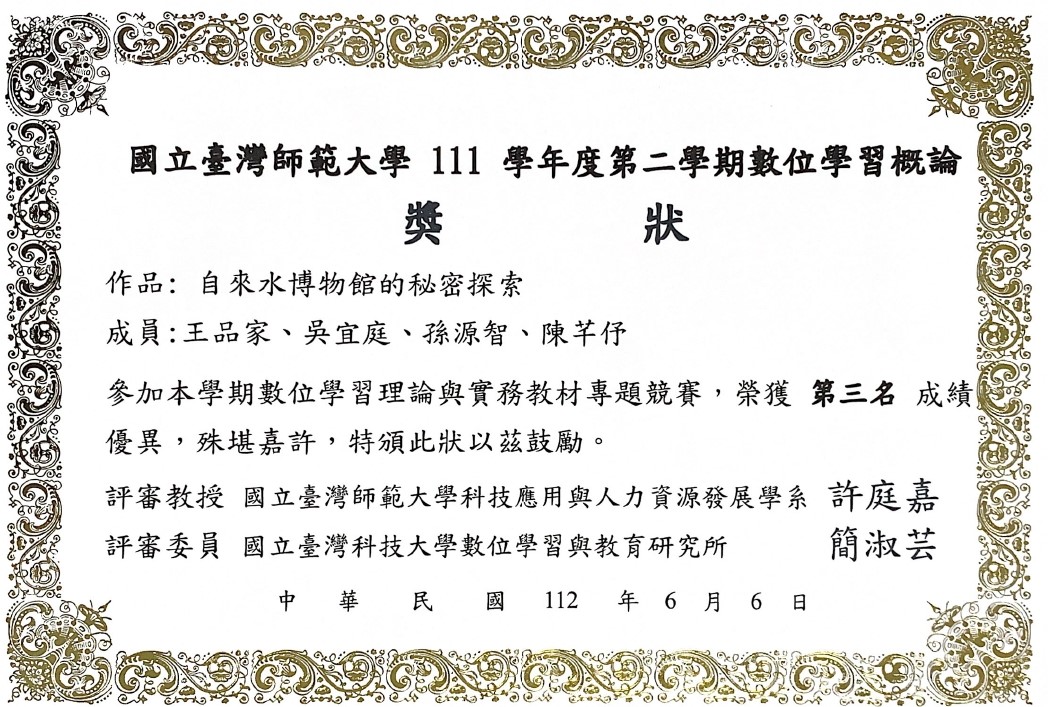 國立臺灣師範大學 111 學年度第二學期數位學習概論
獎 狀
作品: 自來水博物館的秘密探索
成員:王品家、吳宜庭、孫源智、陳芊伃
參加本學期數位學習理論與實務教材專題競賽，榮獲 第三名 成績
優異，殊堪嘉許，特頒此狀以茲鼓勵。
評審教授 國立臺灣師範大學科技應用與人力資源發展學系 許庭嘉
評審委員 國立臺灣科技大學數位學習與教育研究所 簡淑芸
中 華 民 國 112 年 6 月 6 日